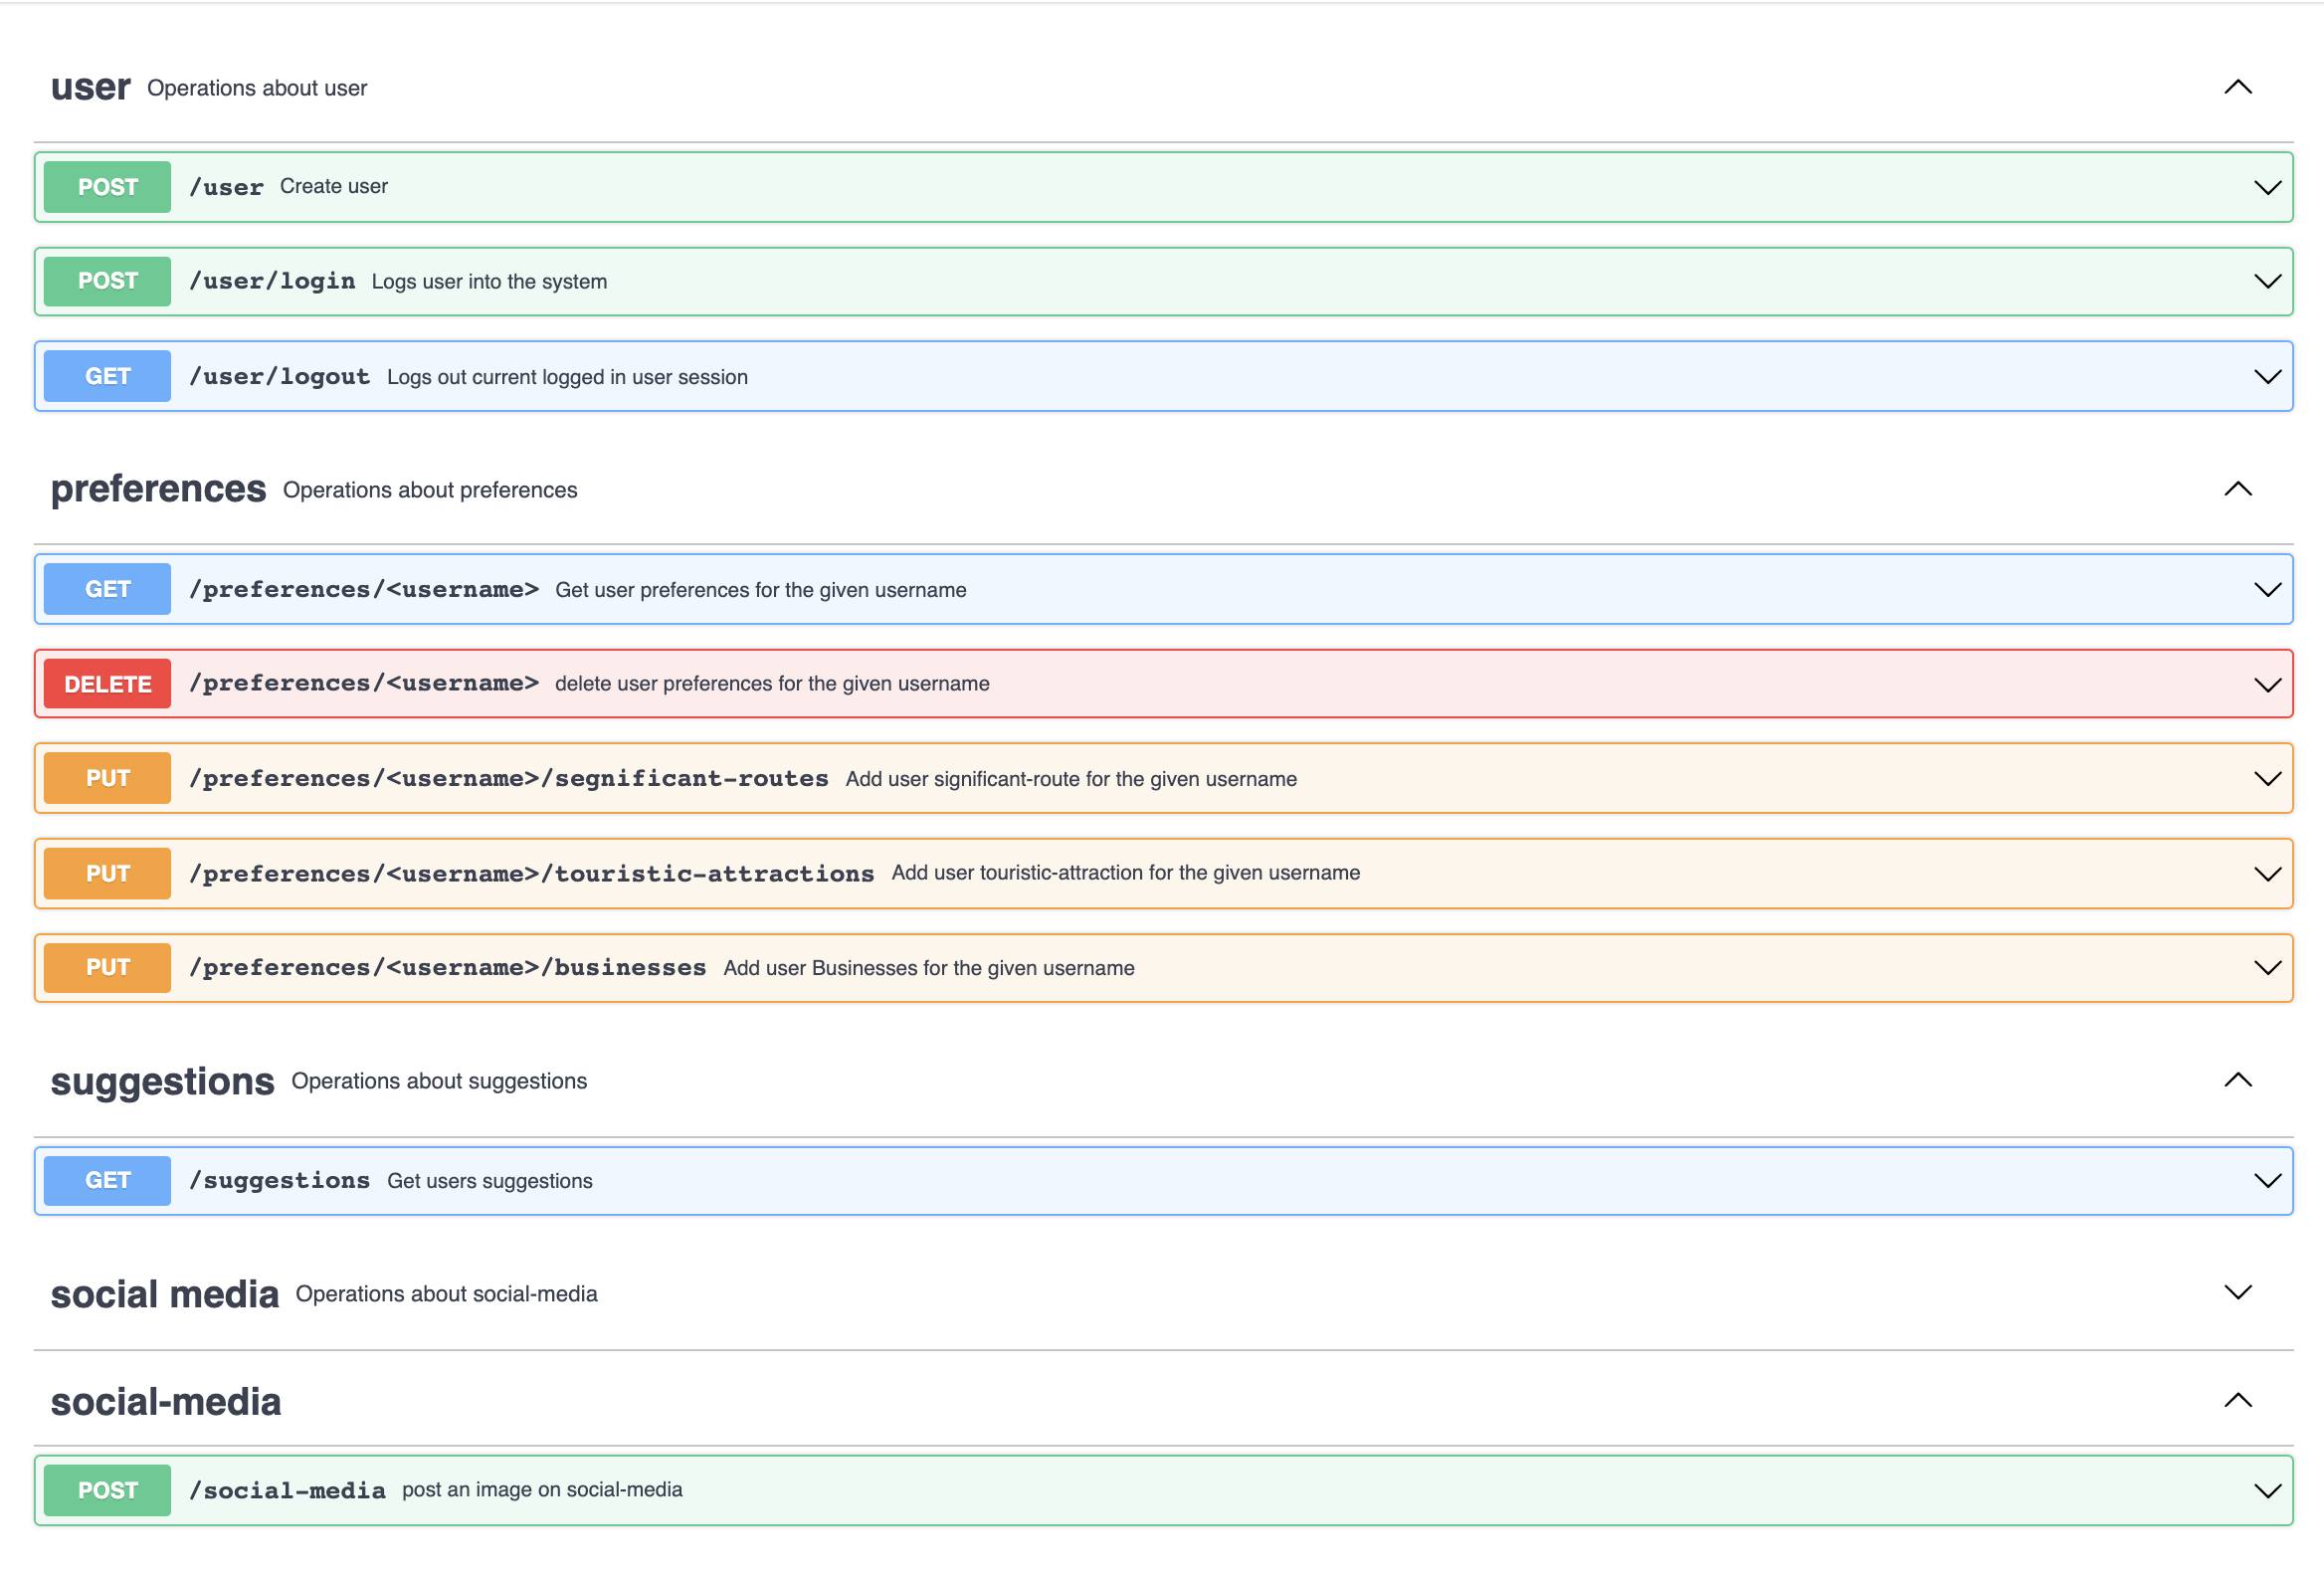 user Operations about user
POST /user Create user
POST /user/login Logs user into the system
GET /user/logout Logs out current logged in user session
preferences Operations about preferences
GET /preferences/<username> Get user preferences for the given username
DELETE /preferences/<username> delete user preferences for the given username
PUT /preferences/<username>/segnificant-routes Add user significant-route for the given username
PUT /preferences/<username>/touristic-attractions Add user touristic-attraction for the given username
PUT /preferences/<username>/businesses Add user Businesses for the given username
suggestions Operations about suggestions
GET /suggestions Get users suggestions
social media Operations about social-media
social-media
POST /social-media post an image on social-media